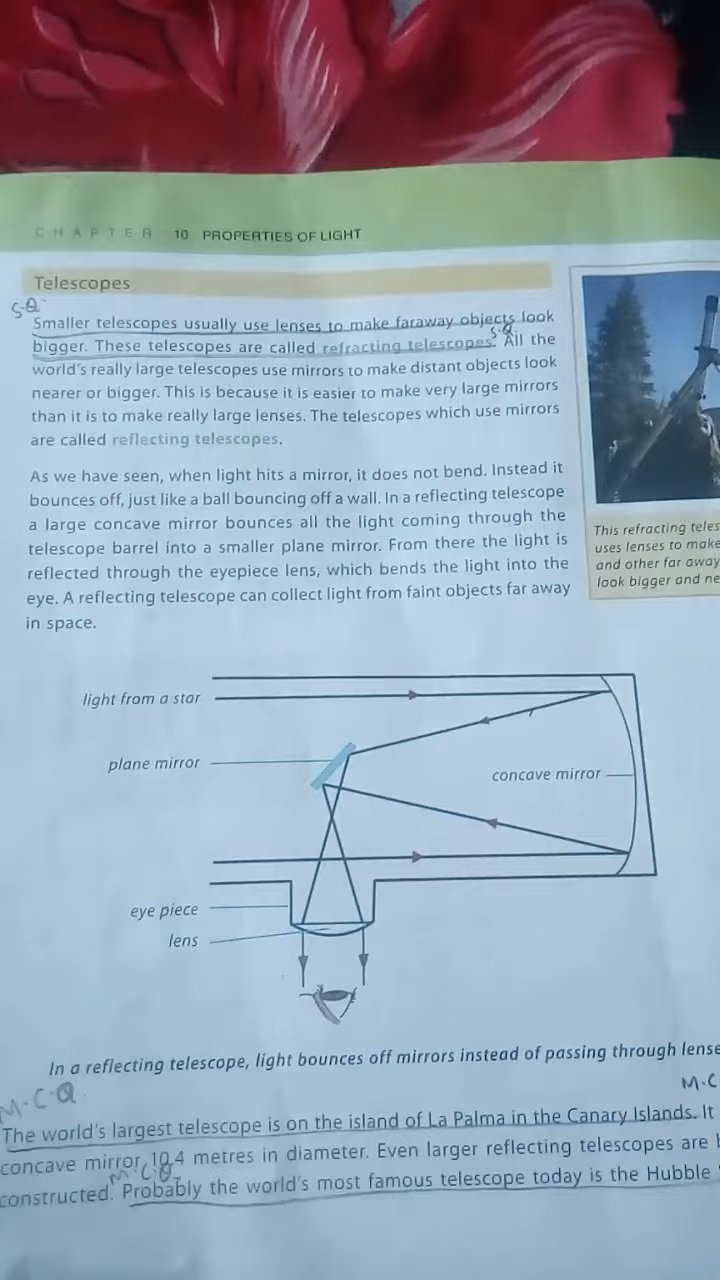 CHAPTER 10 PROPERTIES OF LIGHT
Telescopes
S.Q
Smaller telescopes usually use lenses to make faraway objects look
S.Q.
bigger. These telescopes are called refracting telescopes. All the
world's really large telescopes use mirrors to make distant objects look
nearer or bigger. This is because it is easier to make very large mirrors
than it is to make really large lenses. The telescopes which use mirrors
are called reflecting telescopes.
As we have seen, when light hits a mirror, it does not bend. Instead it
bounces off, just like a ball bouncing off a wall. In a reflecting telescope
a large concave mirror bounces all the light coming through the
telescope barrel into a smaller plane mirror. From there the light is
reflected through the eyepiece lens, which bends the light into the
eye. A reflecting telescope can collect light from faint objects far away
in space.
This refracting teles
uses lenses to make
and other far away
look bigger and ne
light from a star
plane mirror
concave mirror
eye piece
lens
In a reflecting telescope, light bounces off mirrors instead of passing through lense
M.C.Q.
M.C
The world's largest telescope is on the island of La Palma in the Canary Islands. It
concave mirror 10.4 metres in diameter. Even larger reflecting telescopes are
M.C.Q
constructed. Probably the world's most famous telescope today is the Hubble